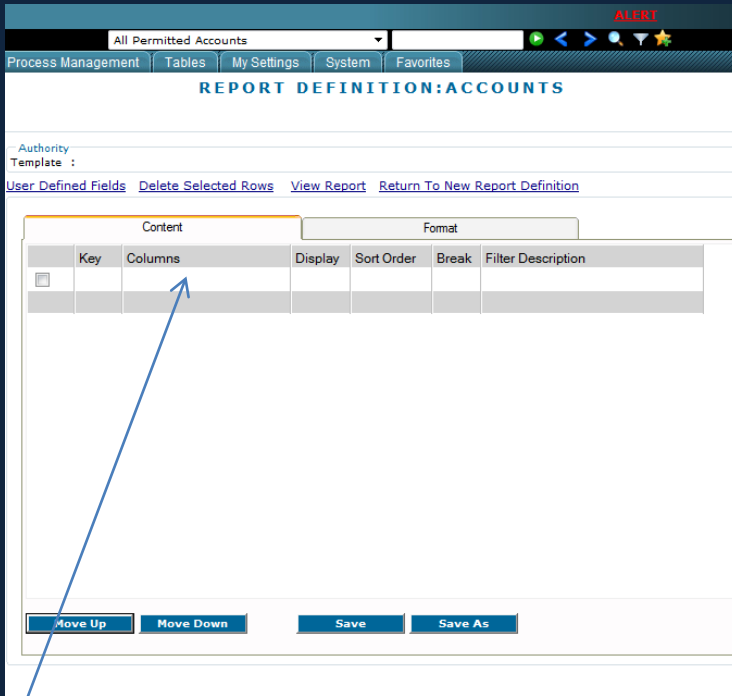 ALERT
All Permitted Accounts
Process Management Tables My Settings System Favorites
REPORT DEFINITION:ACCOUNTS
Authority
Template :
User Defined Fields Delete Selected Rows View Report Return To New Report Definition
Content Format
Key Columns Display Sort Order Break Filter Description
Move Up Move Down Save Save As